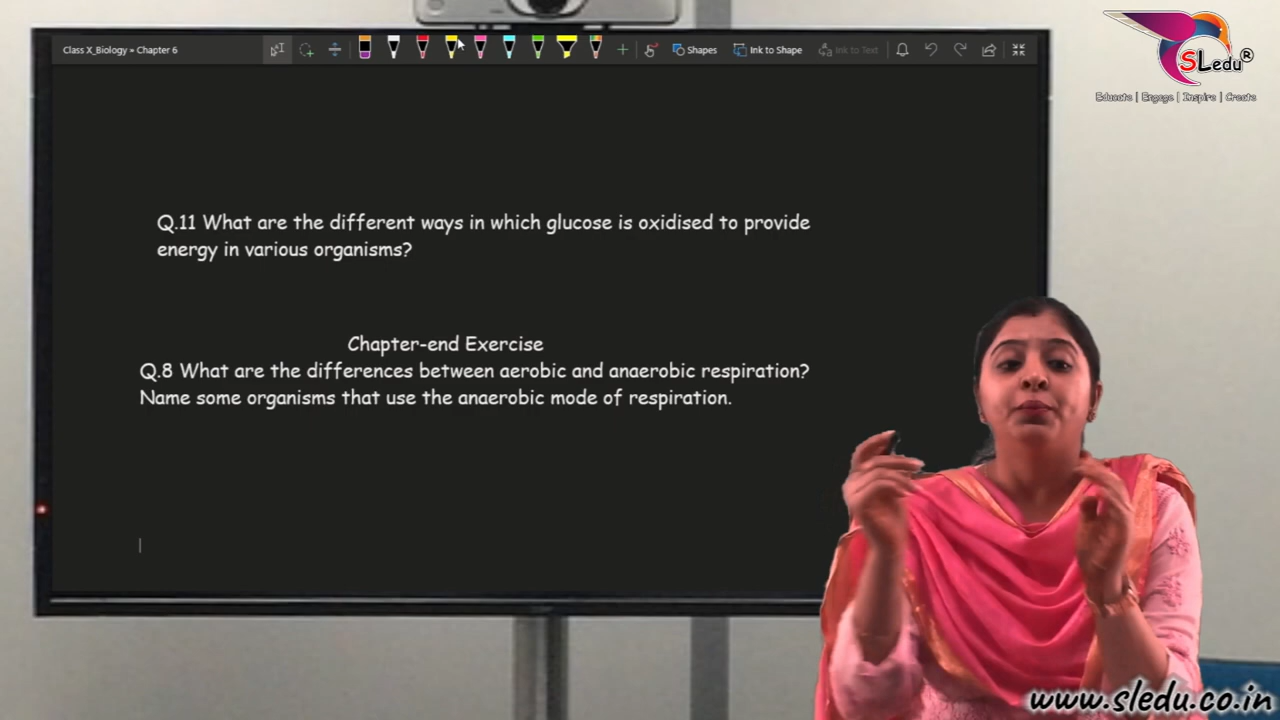 Class X_Biology » Chapter 6
Shapes
Ink to Shape
Ink to Text
SLedu®
Educate | Engage | Inspire | Create
Q.11 What are the different ways in which glucose is oxidised to provide
energy in various organisms?
Chapter-end Exercise
Q.8 What are the differences between aerobic and anaerobic respiration?
Name some organisms that use the anaerobic mode of respiration.
www.sledu.co.in